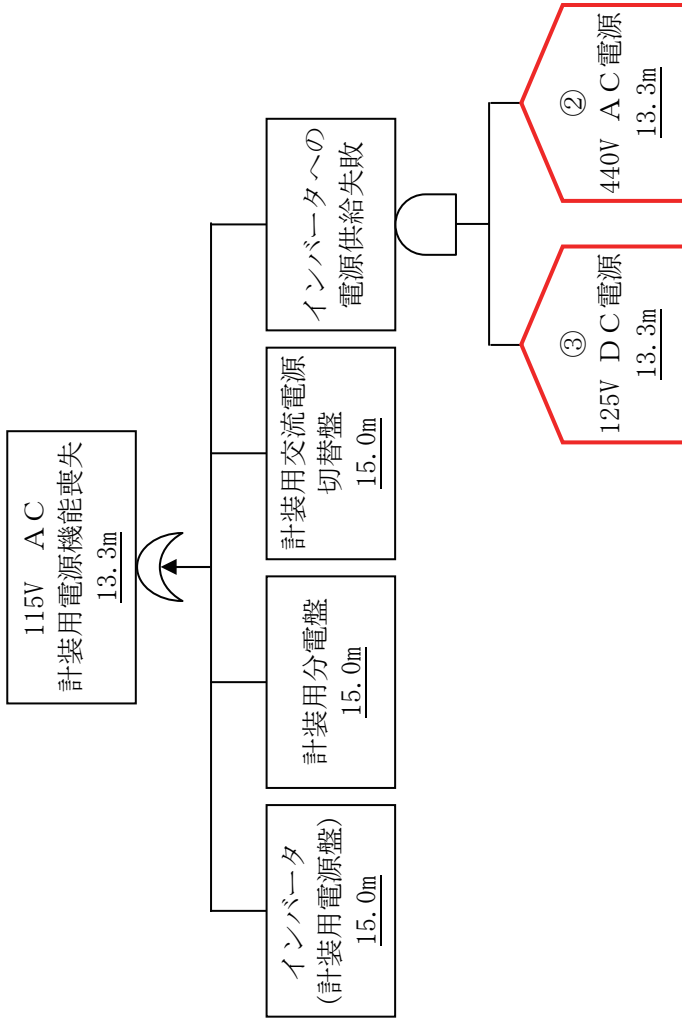 115V AC
計装用電源機能喪失
13.3m
インバータ
(計装用電源盤)
15.0m
計装用分電盤
15.0m
計装用交流電源
切替盤
15.0m
インバータへの
電源供給失敗
③
125V DC電源
13.3m
②
440V AC電源
13.3m